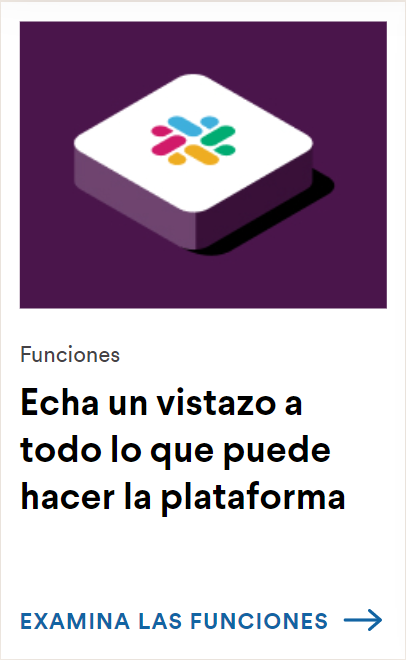 Funciones
Echa un vistazo a
todo lo que puede
hacer la plataforma
EXAMINA LAS FUNCIONES